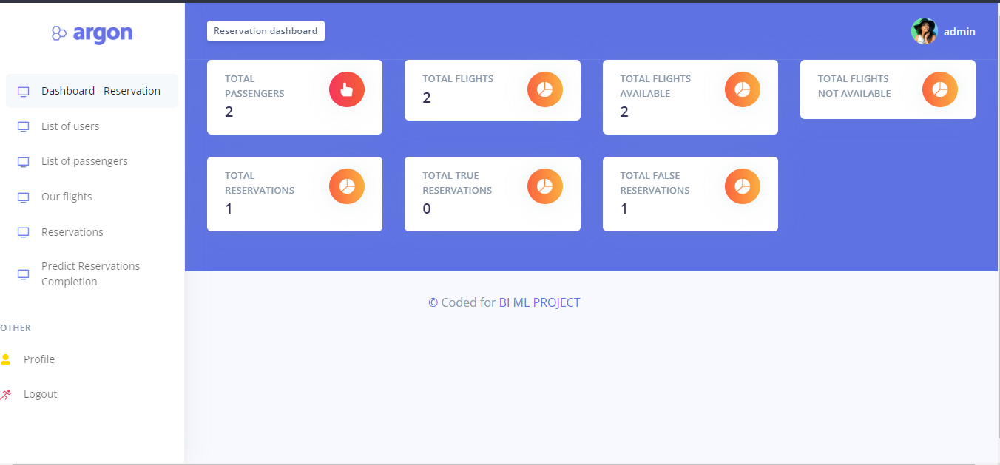 argon
Dashboard - Reservation
List of users
List of passengers
Our flights
Reservations
Predict Reservations
Completion
OTHER
Profile
Logout
Reservation dashboard
admin
TOTAL
PASSENGERS
2
TOTAL FLIGHTS
2
TOTAL FLIGHTS
AVAILABLE
2
TOTAL FLIGHTS
NOT AVAILABLE
TOTAL
RESERVATIONS
1
TOTAL TRUE
RESERVATIONS
0
TOTAL FALSE
RESERVATIONS
1
© Coded for BI ML PROJECT